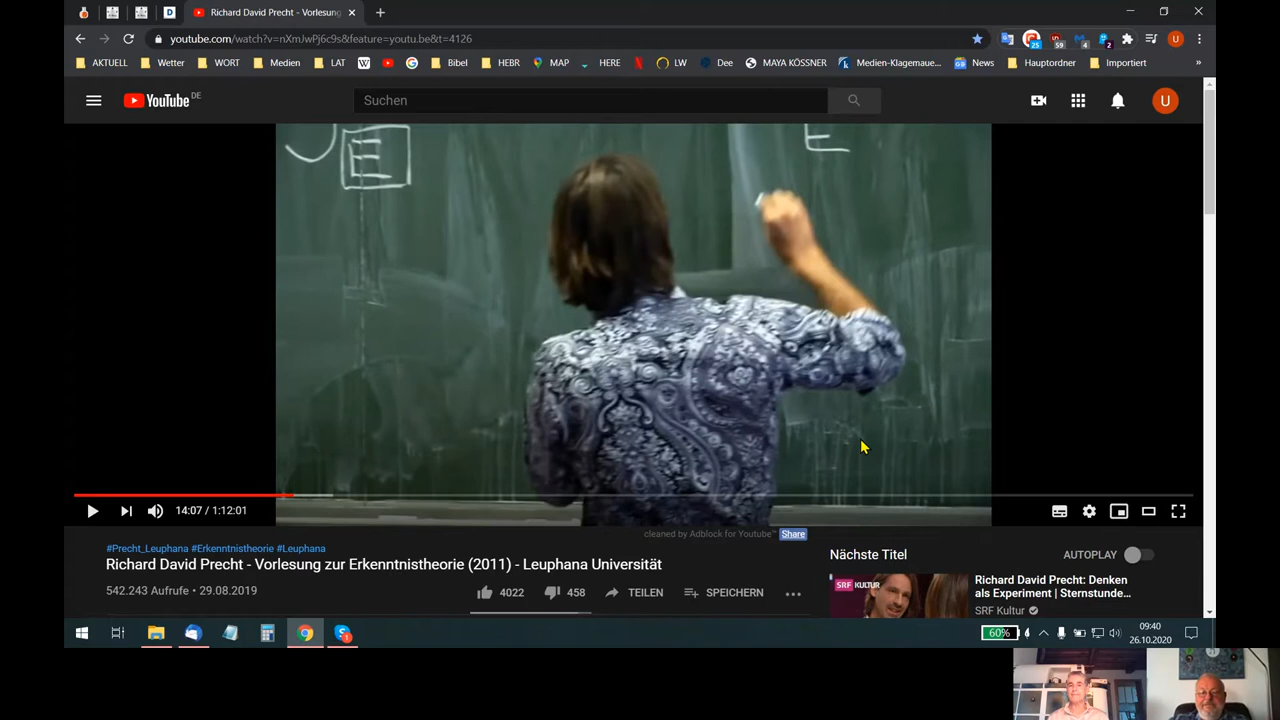 Richard David Precht - Vorlesung
youtube.com/watch?v=nXmJwPj6c9s&feature=youtu.be&t=4126
25
59
4
2
U
AKTUELL
Wetter
WORT
Medien
LAT
Bibel
HEBR
MAP
HERE
LW
Dee
MAYA KÖSSNER
Medien-Klagemaue...
News
Hauptordner
Importiert
»
YouTube DE
Suchen
U
E
E
14:07 / 1:12:01
cleaned by Adblock for Youtube™ Share
#Precht_Leuphana #Erkenntnistheorie #Leuphana
Richard David Precht - Vorlesung zur Erkenntnistheorie (2011) - Leuphana Universität
542.243 Aufrufe • 29.08.2019
4022
458
TEILEN
SPEICHERN
Nächste Titel
AUTOPLAY
SRF KULTUR
Richard David Precht: Denken
als Experiment | Sternstunde...
SRF Kultur
60%
09:40
26.10.2020